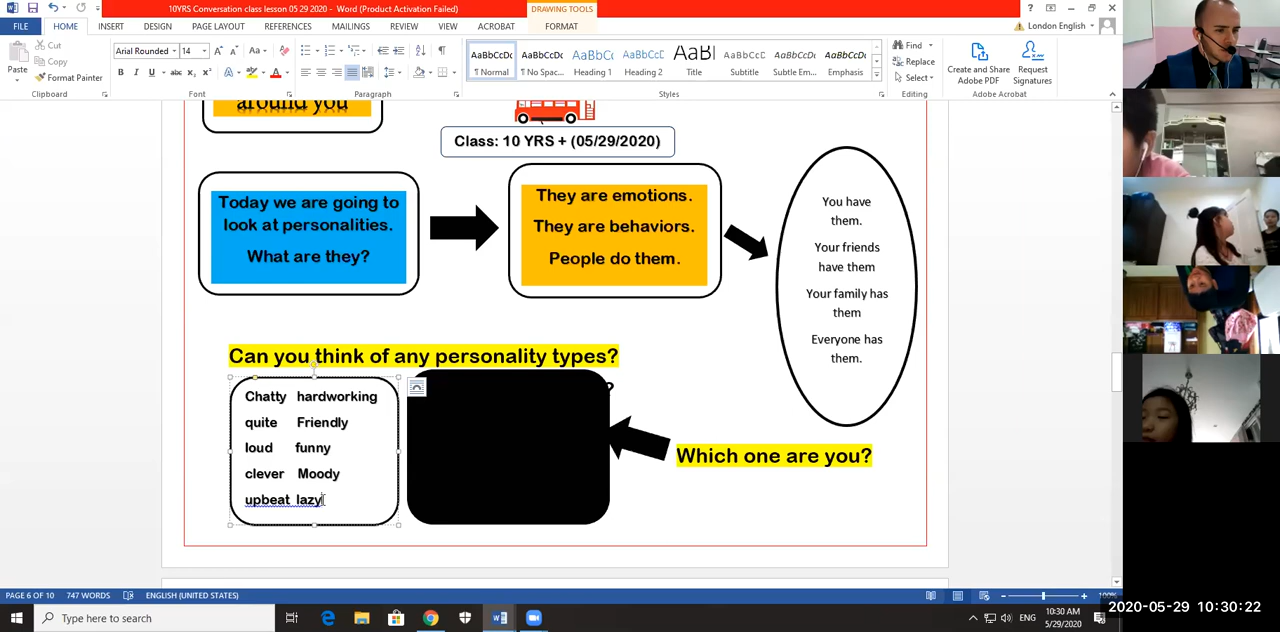 10YRS Conversation class lesson 05 29 2020 - Word (Product Activation Failed)
DRAWING TOOLS
FILE HOME INSERT DESIGN PAGE LAYOUT REFERENCES MAILINGS REVIEW VIEW ACROBAT FORMAT
London English
Paste
Cut
Copy
Format Painter
Clipboard
Arial Rounded 14
Font
Paragraph
AaBbCcDc AaBbCcDc AaBbCc AaBbCcD AaBl AaBbCcD AaBbCcDc AaBbCcDc
¶ Normal ¶ No Spac... Heading 1 Heading 2 Title Subtitle Subtle Em... Emphasis
Styles
Find
Replace
Select
Editing
Create and Share Adobe PDF
Request Signatures
Adobe Acrobat
around you
Class: 10 YRS + (05/29/2020)
Today we are going to
look at personalities.
What are they?
They are emotions.
They are behaviors.
People do them.
You have
them.
Your friends
have them
Your family has
them
Everyone has
them.
Can you think of any personality types?
?
Chatty hardworking
quite Friendly
loud funny
clever Moody
upbeat lazy
Which one are you?
PAGE 6 OF 10 747 WORDS ENGLISH (UNITED STATES)
100%
Type here to search
ENG
10:30 AM
5/29/2020
2020-05-29 10:30:22